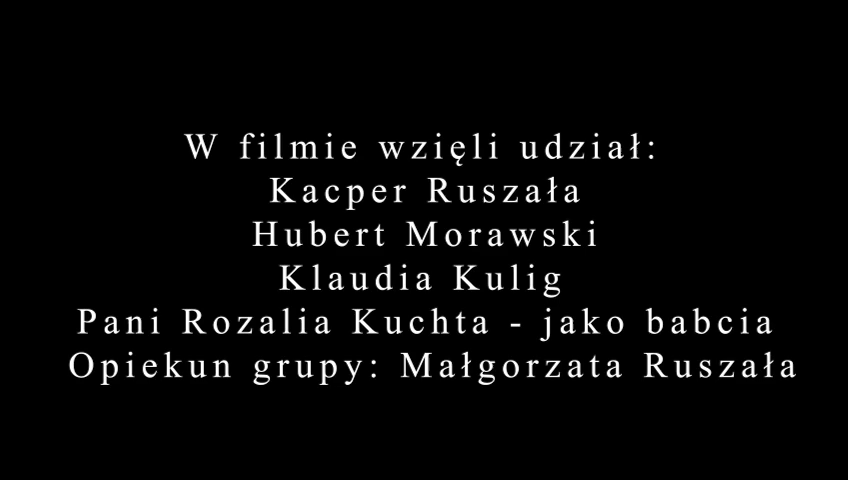 W filmie wzięli udział:
Kacper Ruszała
Hubert Morawski
Klaudia Kulig
Pani Rozalia Kuchta - jako babcia
Opiekun grupy: Małgorzata Ruszała